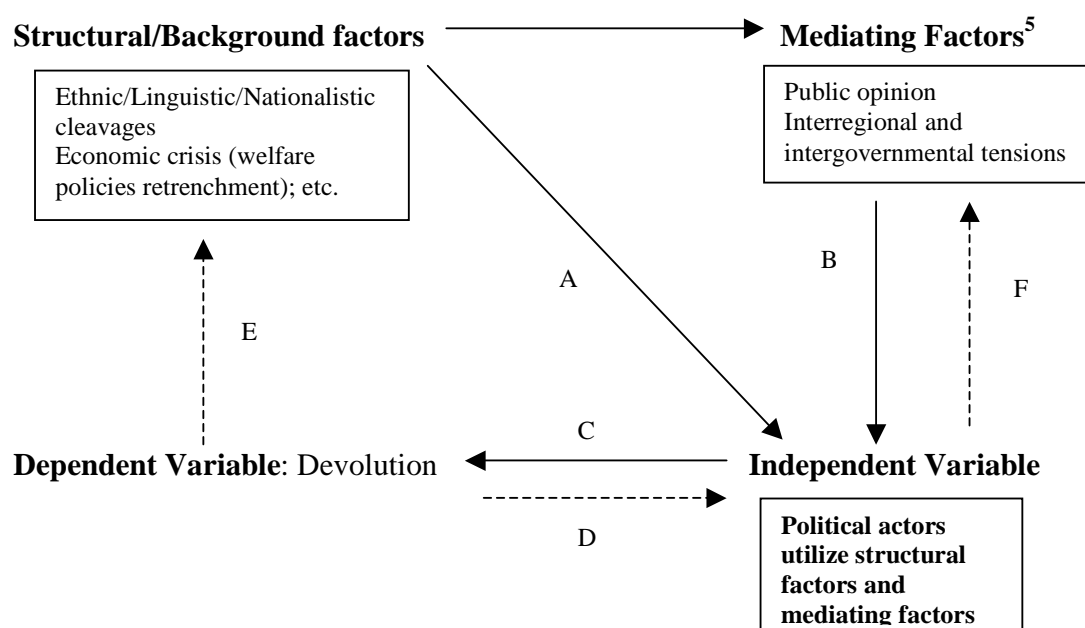 Structural/Background factors
Mediating Factors5
Ethnic/Linguistic/Nationalistic
cleavages
Economic crisis (welfare
policies retrenchment); etc.
Public opinion
Interregional and
intergovernmental tensions
A
B
F
E
C
Dependent Variable: Devolution
Independent Variable
D
Political actors
utilize structural
factors and
mediating factors